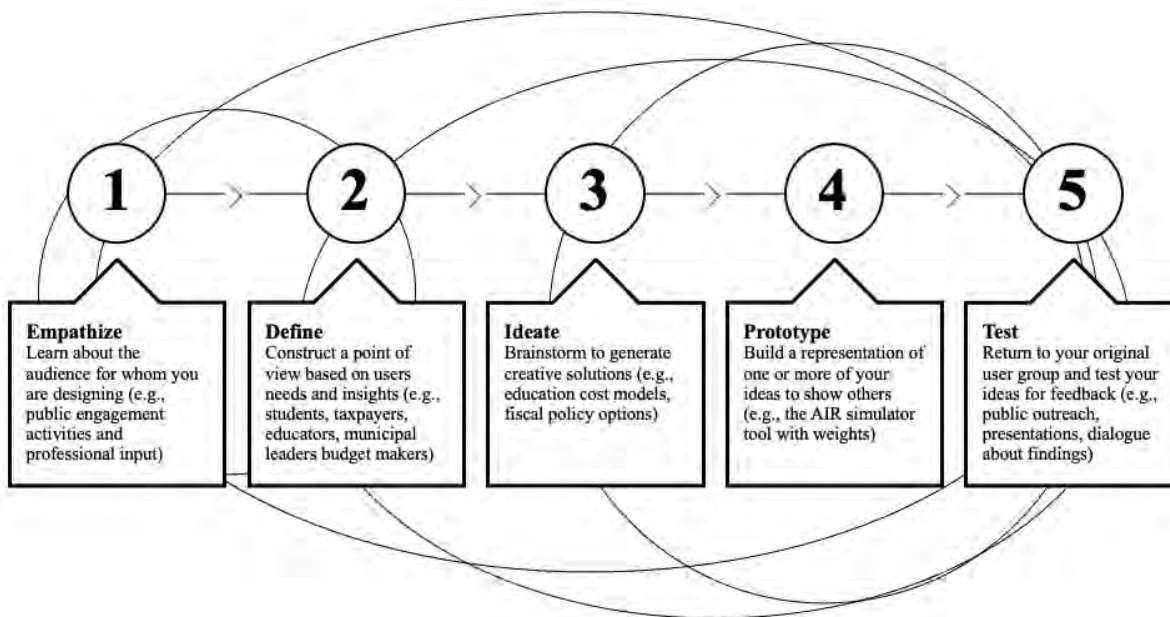 1
2
3
4
5
Empathize
Learn about the
audience for whom you
are designing (e.g.,
public engagement
activities and
professional input)
Define
Construct a point of
view based on users
needs and insights (e.g.,
students, taxpayers,
educators, municipal
leaders budget makers)
Ideate
Brainstorm to generate
creative solutions (e.g.,
education cost models,
fiscal policy options)
Prototype
Build a representation of
one or more of your
ideas to show others
(e.g., the AIR simulator
tool with weights)
Test
Return to your original
user group and test your
ideas for feedback (e.g.,
public outreach,
presentations, dialogue
about findings)